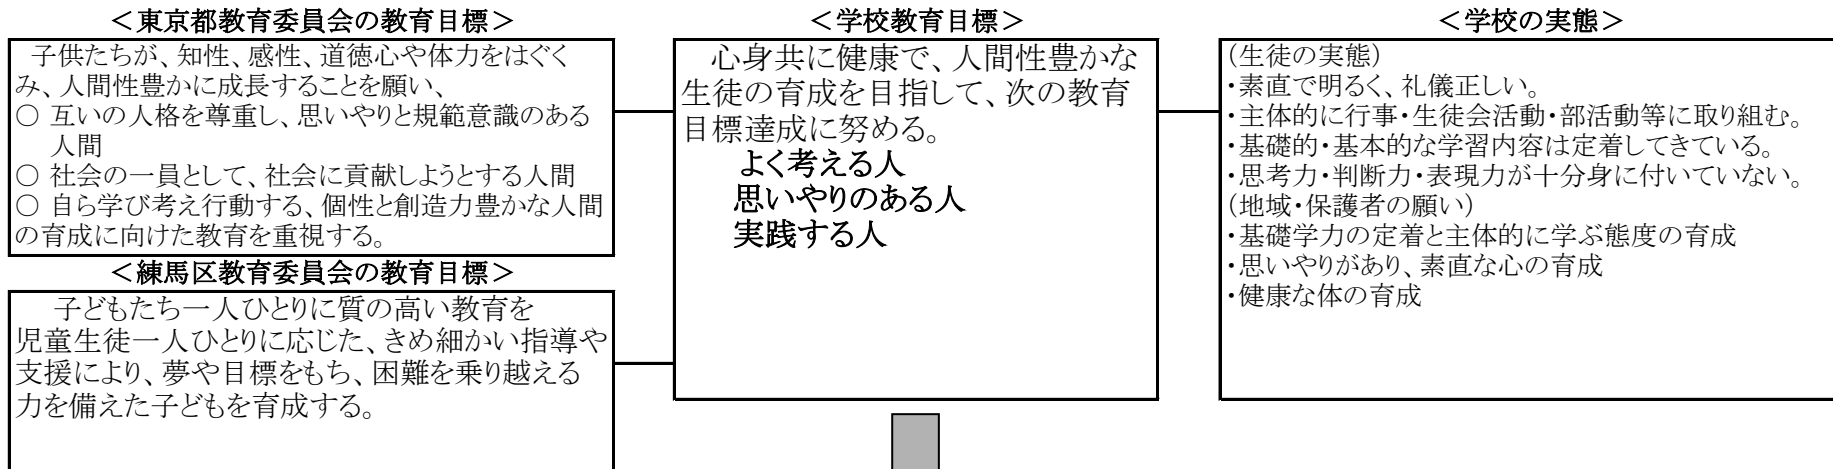 ＜東京都教育委員会の教育目標＞
子供たちが、知性、感性、道徳心や体力をはぐく
み、人間性豊かに成長することを願い、
○ 互いの人格を尊重し、思いやりと規範意識のある
人間
○ 社会の一員として、社会に貢献しようとする人間
○ 自ら学び考え行動する、個性と創造力豊かな人間
の育成に向けた教育を重視する。
＜練馬区教育委員会の教育目標＞
子どもたち一人ひとりに質の高い教育を
児童生徒一人ひとりに応じた、きめ細かい指導や
支援により、夢や目標をもち、困難を乗り越える
力を備えた子どもを育成する。
＜学校教育目標＞
心身共に健康で、人間性豊かな
生徒の育成を目指して、次の教育
目標達成に努める。
よく考える人
思いやりのある人
実践する人
＜学校の実態＞
(生徒の実態)
・素直で明るく、礼儀正しい。
・主体的に行事・生徒会活動・部活動等に取り組む。
・基礎的・基本的な学習内容は定着してきている。
・思考力・判断力・表現力が十分身に付いていない。
(地域・保護者の願い)
・基礎学力の定着と主体的に学ぶ態度の育成
・思いやりがあり、素直な心の育成
・健康な体の育成